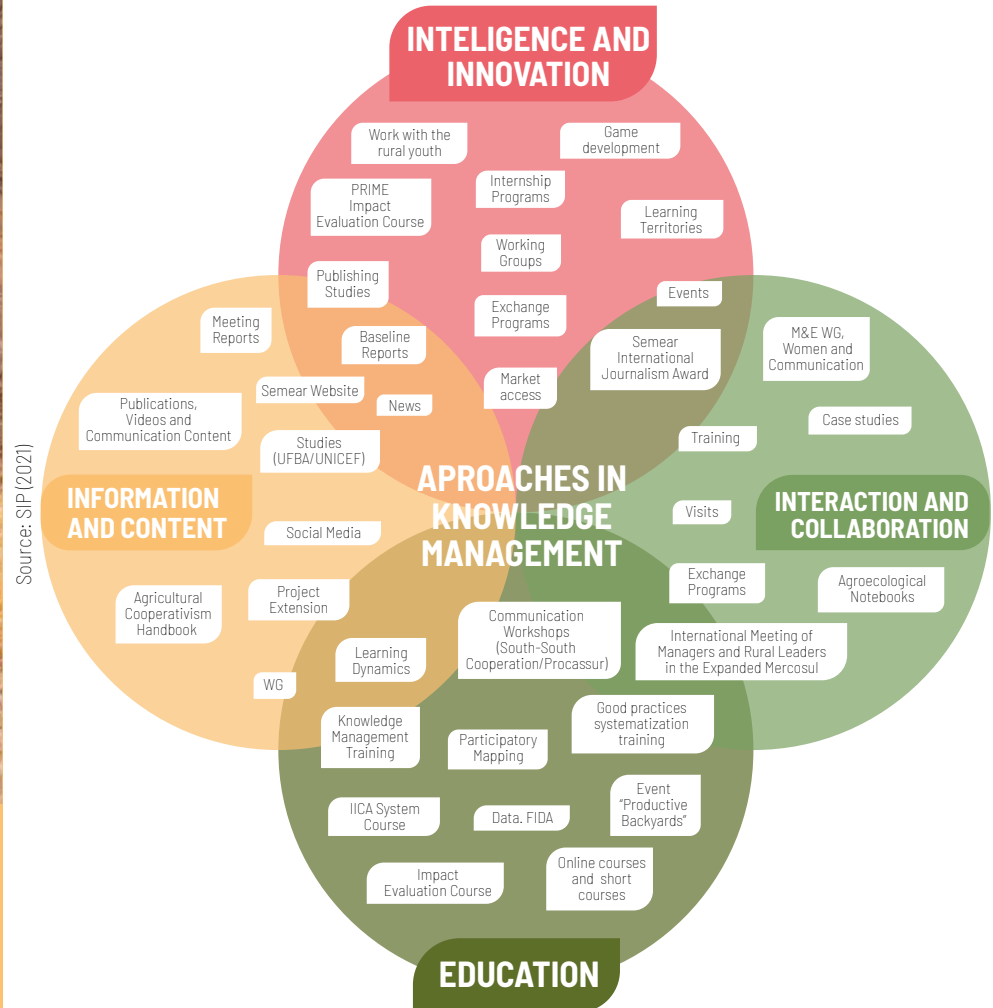 INTELIGENCE AND
INNOVATION
Work with the
rural youth
Game
development
PRIME
Impact
Evaluation Course
Internship
Programs
Learning
Territories
Working
Groups
Publishing
Studies
Events
Exchange
Programs
Meeting
Reports
Baseline
Reports
Semear
International
Journalism Award
M&E WG,
Women and
Communication
Market
access
Semear Website
News
Publications,
Videos and
Communication Content
Case studies
Training
Studies
(UFBA/UNICEF)
APROACHES IN
KNOWLEDGE
MANAGEMENT
INFORMATION
AND CONTENT
INTERACTION AND
COLLABORATION
Source: SIP (2021)
Visits
Social Media
Exchange
Programs
Agroecological
Notebooks
Agricultural
Cooperativism
Handbook
Project
Extension
Communication
Workshops
(South-South
Cooperation/Procassur)
International Meeting of
Managers and Rural Leaders
in the Expanded Mercosul
Learning
Dynamics
WG
Good practices
systematization
training
Knowledge
Management
Training
Participatory
Mapping
Event
“Productive
Backyards”
IICA System
Course
Data. FIDA
Online courses
and short
courses
Impact
Evaluation Course
EDUCATION